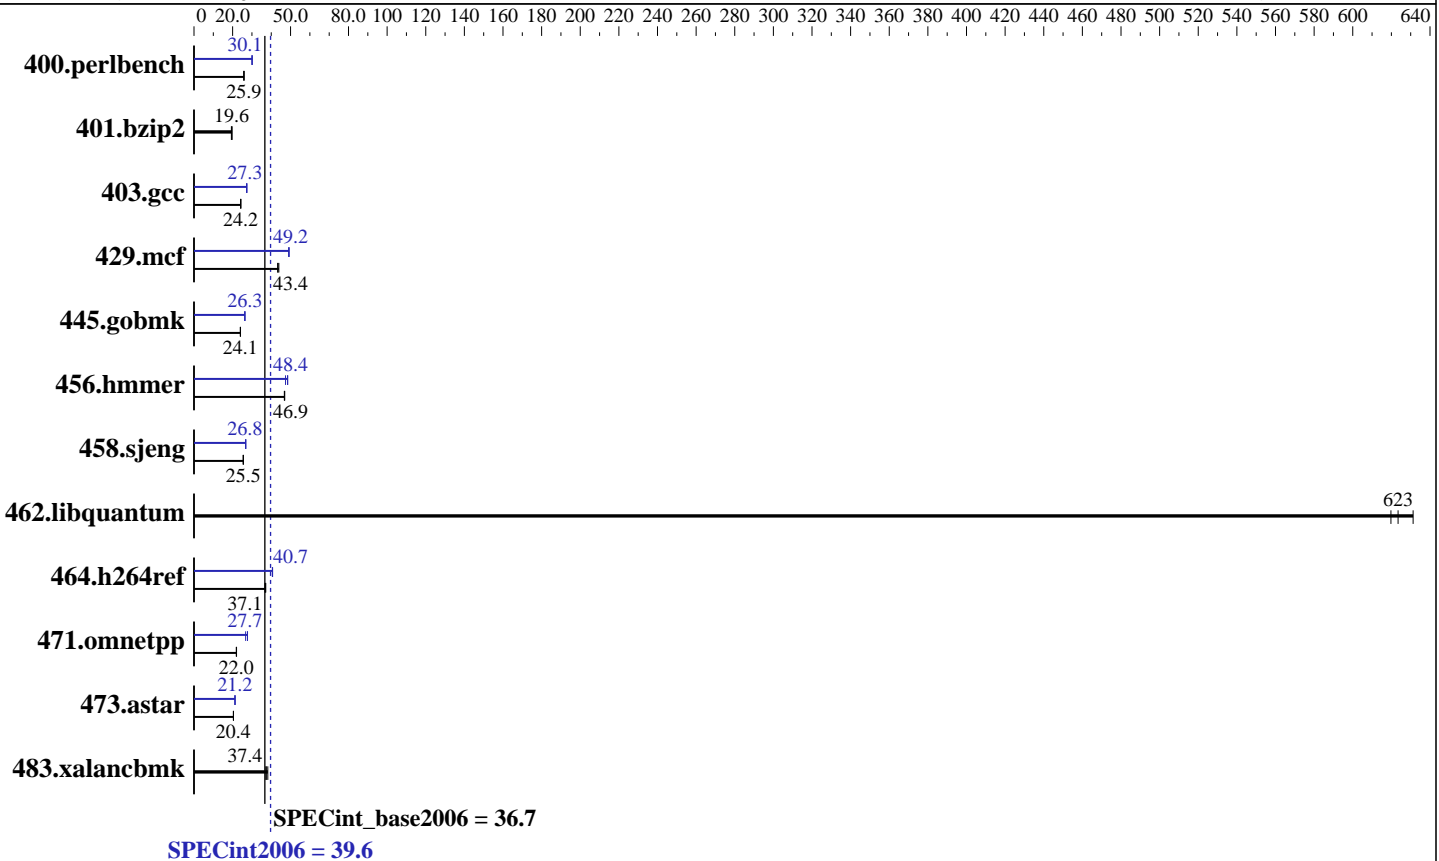 0 20.0 50.0 80.0 100 120 140 160 180 200 220 240 260 280 300 320 340 360 380 400 420 440 460 480 500 520 540 560 580 600 640
400.perlbench
30.1
25.9
401.bzip2
19.6
403.gcc
27.3
24.2
429.mcf
49.2
43.4
445.gobmk
26.3
24.1
456.hmmer
48.4
46.9
458.sjeng
26.8
25.5
462.libquantum
623
464.h264ref
40.7
37.1
471.omnetpp
27.7
22.0
473.astar
21.2
20.4
483.xalancbmk
37.4
SPECint_base2006 = 36.7
SPECint2006 = 39.6